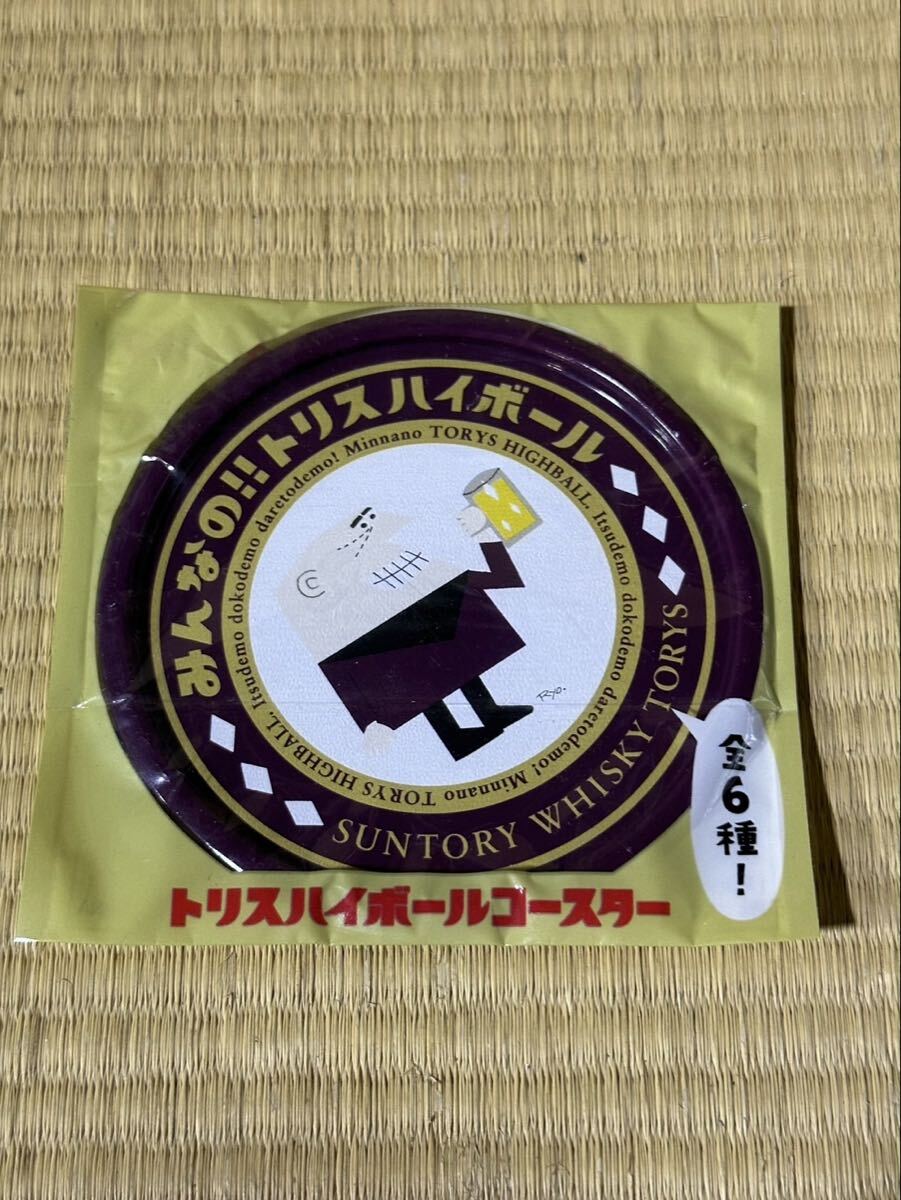 みんなの!!トリスハイボール
Itsudemo dokodemo daretodemo! Minnano TORYS HIGHBALL. Itsudemo dokodemo daretodemo! Minnano TORYS HIGHBALL.
RYO.
SUNTORY WHISKY TORYS
全6種!
トリスハイボールコースター